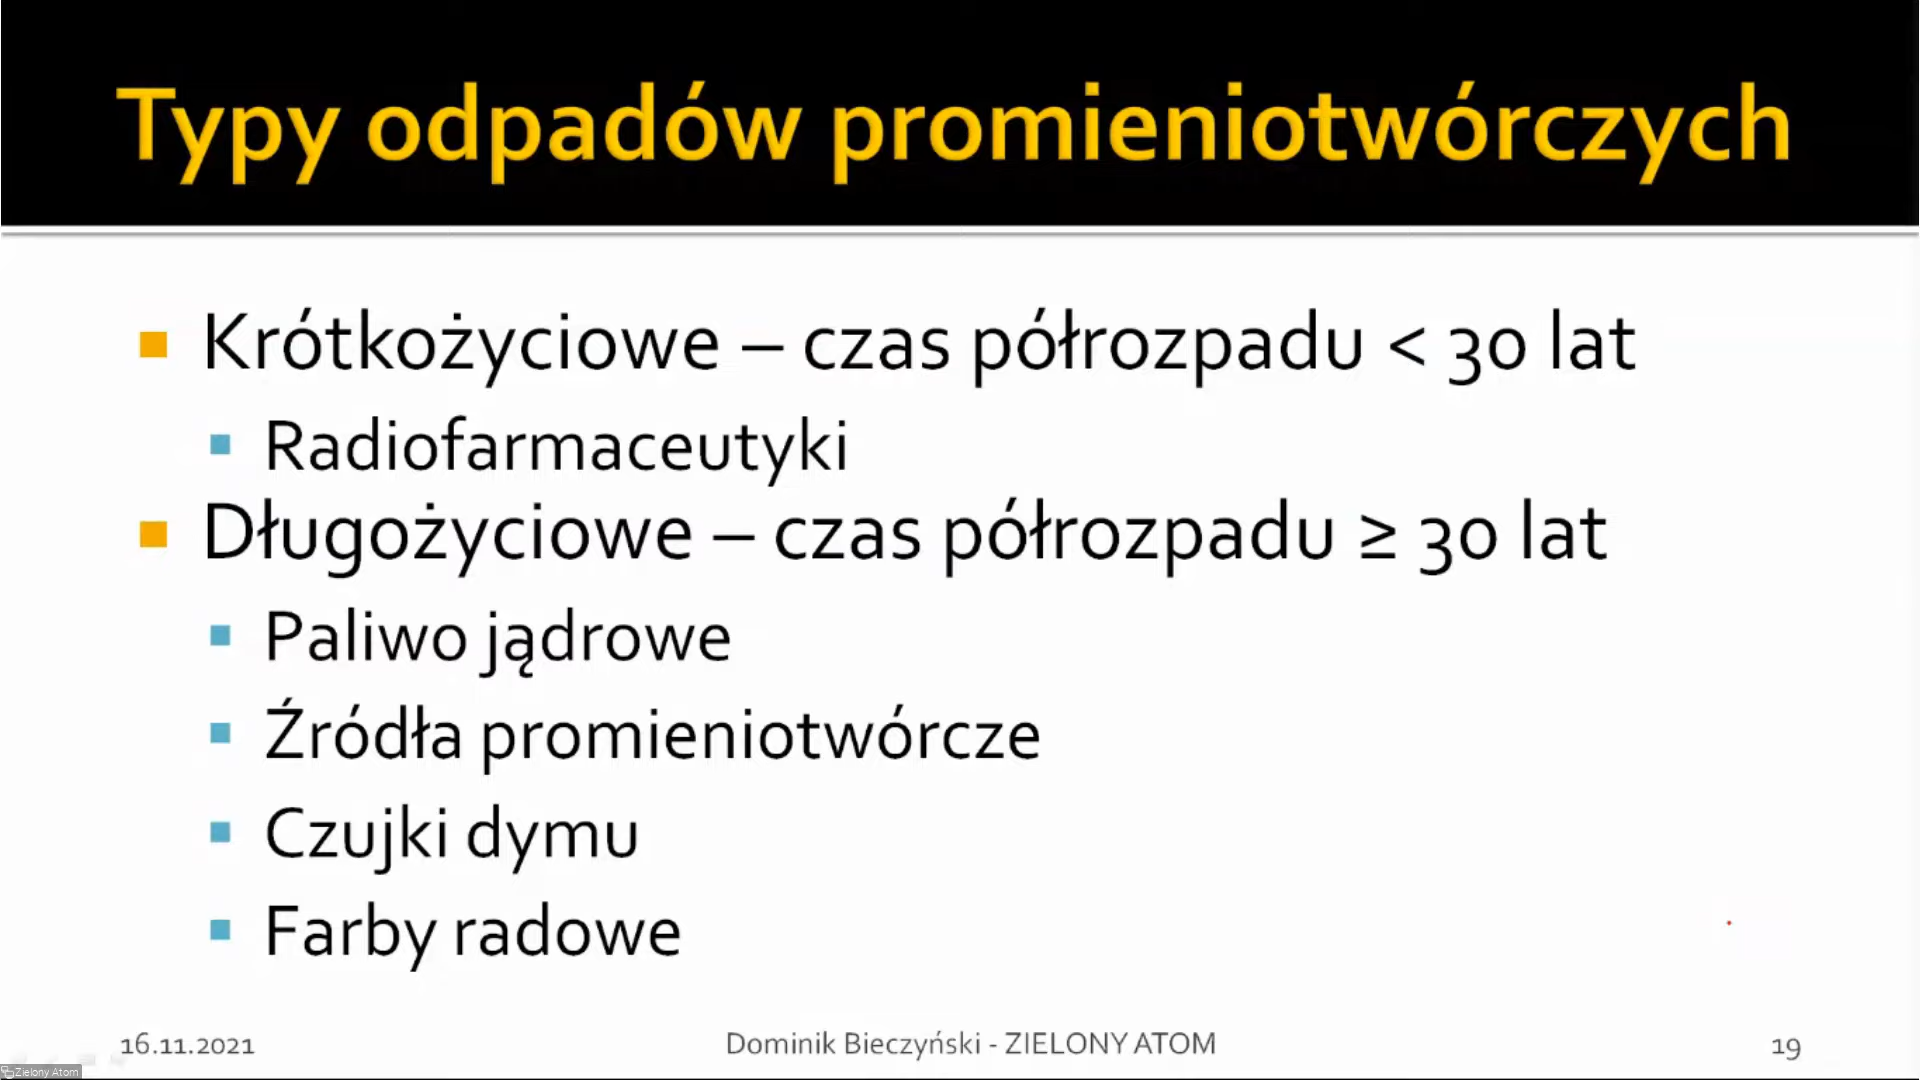 Typy odpadów promieniotwórczych
Krótkożyciowe – czas półrozpadu < 30 lat
Radiofarmaceutyki
Długożyciowe – czas półrozpadu ≥ 30 lat
Paliwo jądrowe
Źródła promieniotwórcze
Czujki dymu
Farby radowe
16.11.2021 Dominik Bieczyński - ZIELONY ATOM 19
Zielony Atom